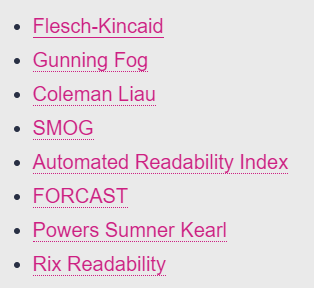 Flesch-Kincaid
Gunning Fog
Coleman Liau
SMOG
Automated Readability Index
FORCAST
Powers Sumner Kearl
Rix Readability